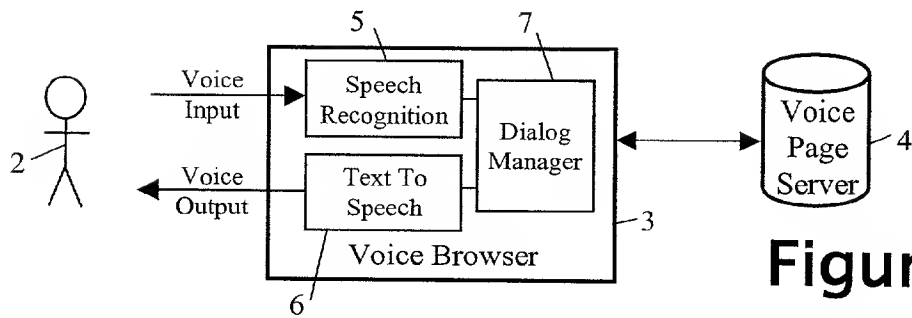 5
7
Voice
Input
Speech
Recognition
Dialog
Manager
Voice
Page
Server
2
4
Voice
Output
Text To
Speech
3
Voice Browser
6
Figur